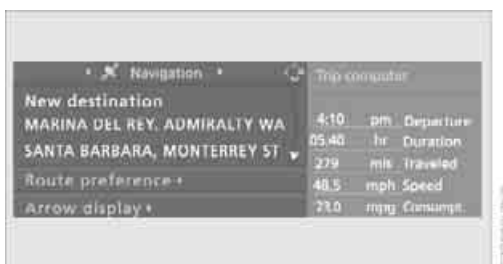 Navigation
New destination
MARINA DEL REY, ADMIRALTY WA
SANTA BARBARA, MONTERREY ST
Route preference
Arrow display
Trip computer
4:10 pm Departure
05:40 hr Duration
279 mls Traveled
48.5 mph Speed
23.0 mpg Consumpt.